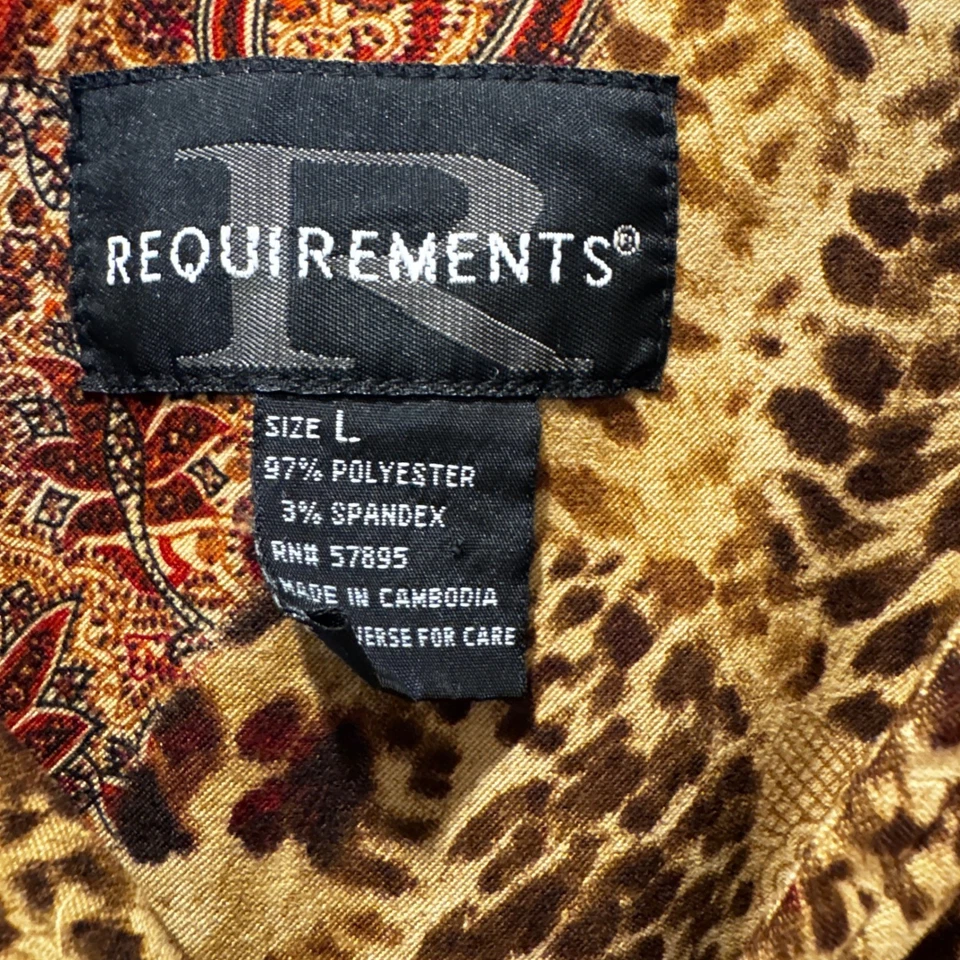 R
REQUIREMENTS®
SIZE L
97% POLYESTER
3% SPANDEX
RN# 57895
MADE IN CAMBODIA
FOR CARE